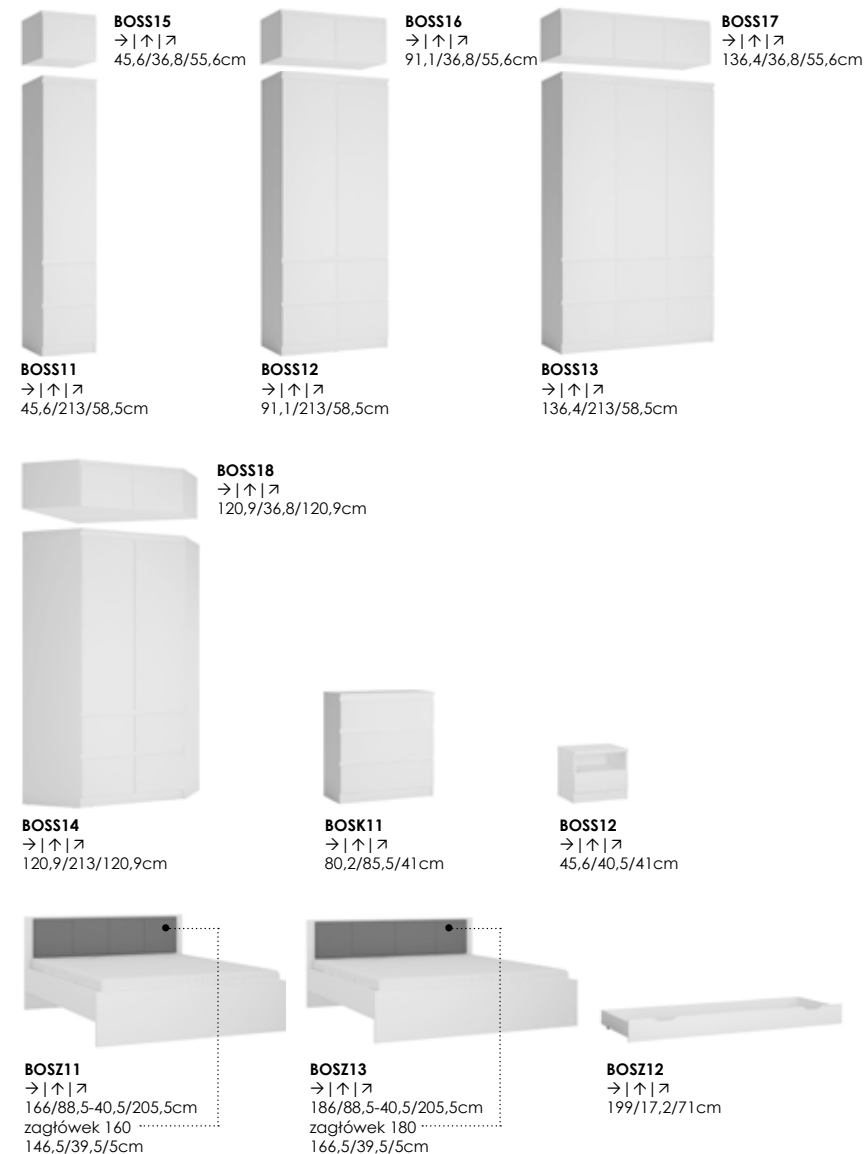 BOSS15
→|↑|↗
45,6/36,8/55,6cm
BOSS16
→|↑|↗
91,1/36,8/55,6cm
BOSS17
→|↑|↗
136,4/36,8/55,6cm
BOSS11
→|↑|↗
45,6/213/58,5cm
BOSS12
→|↑|↗
91,1/213/58,5cm
BOSS13
→|↑|↗
136,4/213/58,5cm
BOSS18
→|↑|↗
120,9/36,8/120,9cm
BOSS14
→|↑|↗
120,9/213/120,9cm
BOSK11
→|↑|↗
80,2/85,5/41cm
BOSS12
→|↑|↗
45,6/40,5/41cm
BOSZ11
→|↑|↗
166/88,5-40,5/205,5cm
zagłówek 160
146,5/39,5/5cm
BOSZ13
→|↑|↗
186/88,5-40,5/205,5cm
zagłówek 180
166,5/39,5/5cm
BOSZ12
→|↑|↗
199/17,2/71cm